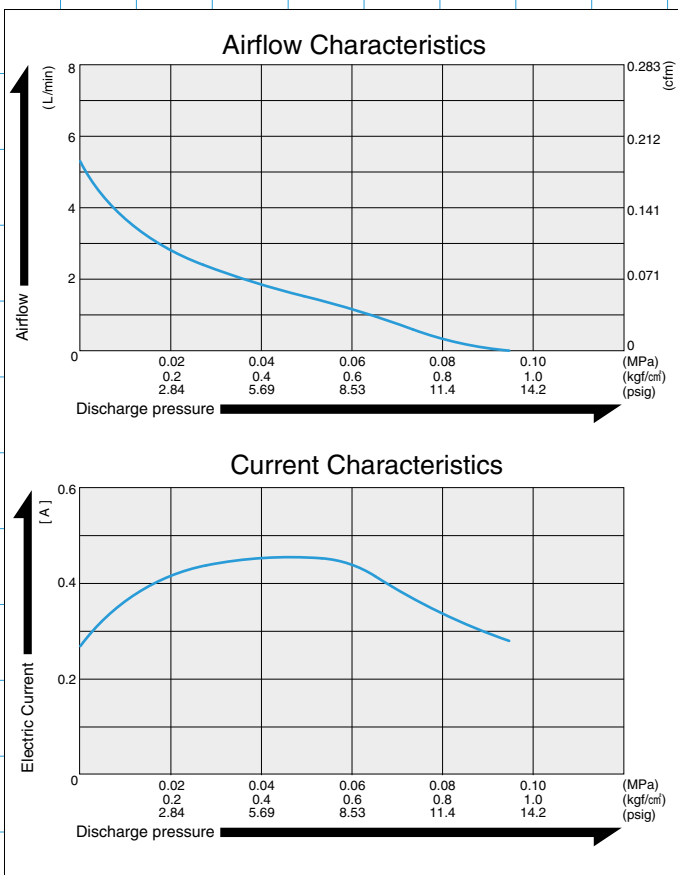 Airflow Characteristics
(L/min)
Airflow
8
6
4
2
0
0.283
0.212
0.141
0.071
0
(cfm)
0.02 0.04 0.06 0.08 0.10 (MPa)
0.2 0.4 0.6 0.8 1.0 (kgf/c㎡)
2.84 5.69 8.53 11.4 14.2 (psig)
Discharge pressure
Current Characteristics
[ A ]
Electric Current
0.6
0.4
0.2
0
0.02 0.04 0.06 0.08 0.10 (MPa)
0.2 0.4 0.6 0.8 1.0 (kgf/c㎡)
2.84 5.69 8.53 11.4 14.2 (psig)
Discharge pressure